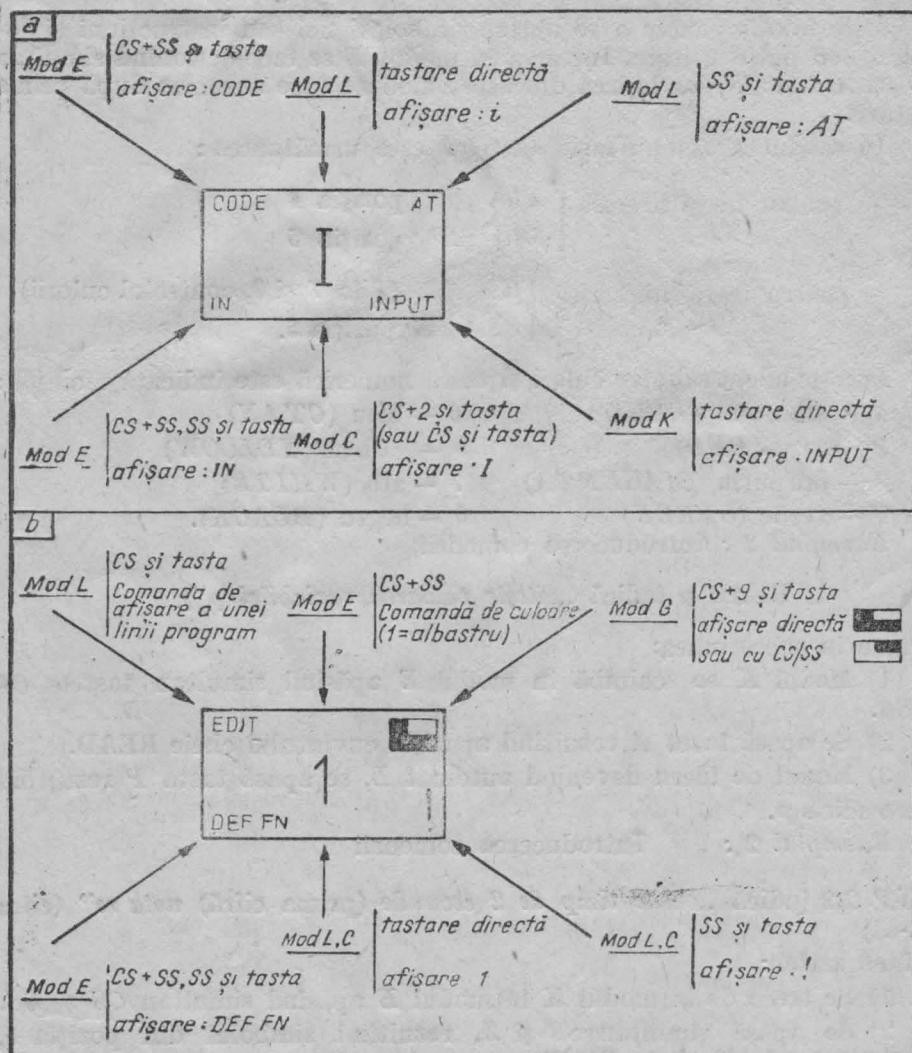 a
Mod E
CS+SS și tasta
afișare: CODE
Mod L
tastare directă
afișare: i
Mod L
SS și tasta
afișare: AT
CODE AT
I
IN INPUT
Mod E
CS+SS, SS și tasta
afișare: IN
Mod C
CS+2 și tasta
(sau CS și tasta)
afișare: I
Mod K
tastare directă
afișare: INPUT
b
Mod L
CS și tasta
Comanda de
afișare a unei
linii program
Mod E
CS+SS
Comandă de culoare
(1=albastru)
Mod G
CS+9 și tasta
afișare directă
sau cu CS/SS
EDIT
1
DEF FN !
Mod E
CS+SS, SS și tasta
afișare: DEF FN
Mod L,C
tastare directă
afișare 1
Mod L,C
SS și tasta
afișare: !